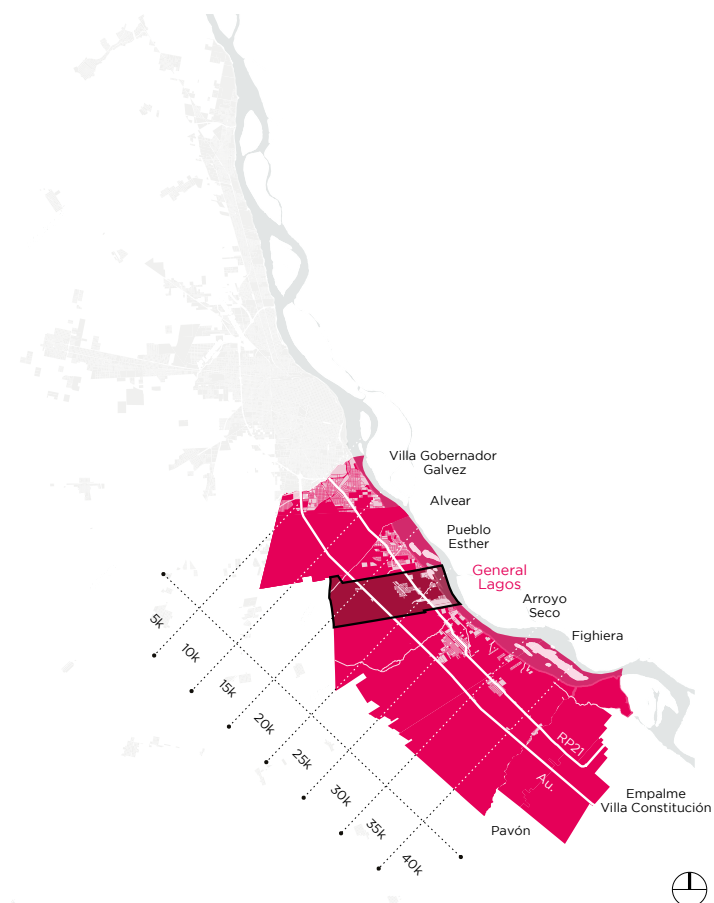 Villa Gobernador
Galvez
Alvear
Pueblo
Esther
General
Lagos
Arroyo
Seco
Fighiera
5k
10k
15k
20k
25k
30k
35k
40k
RP21
Au.
Empalme
Villa Constitución
Pavón